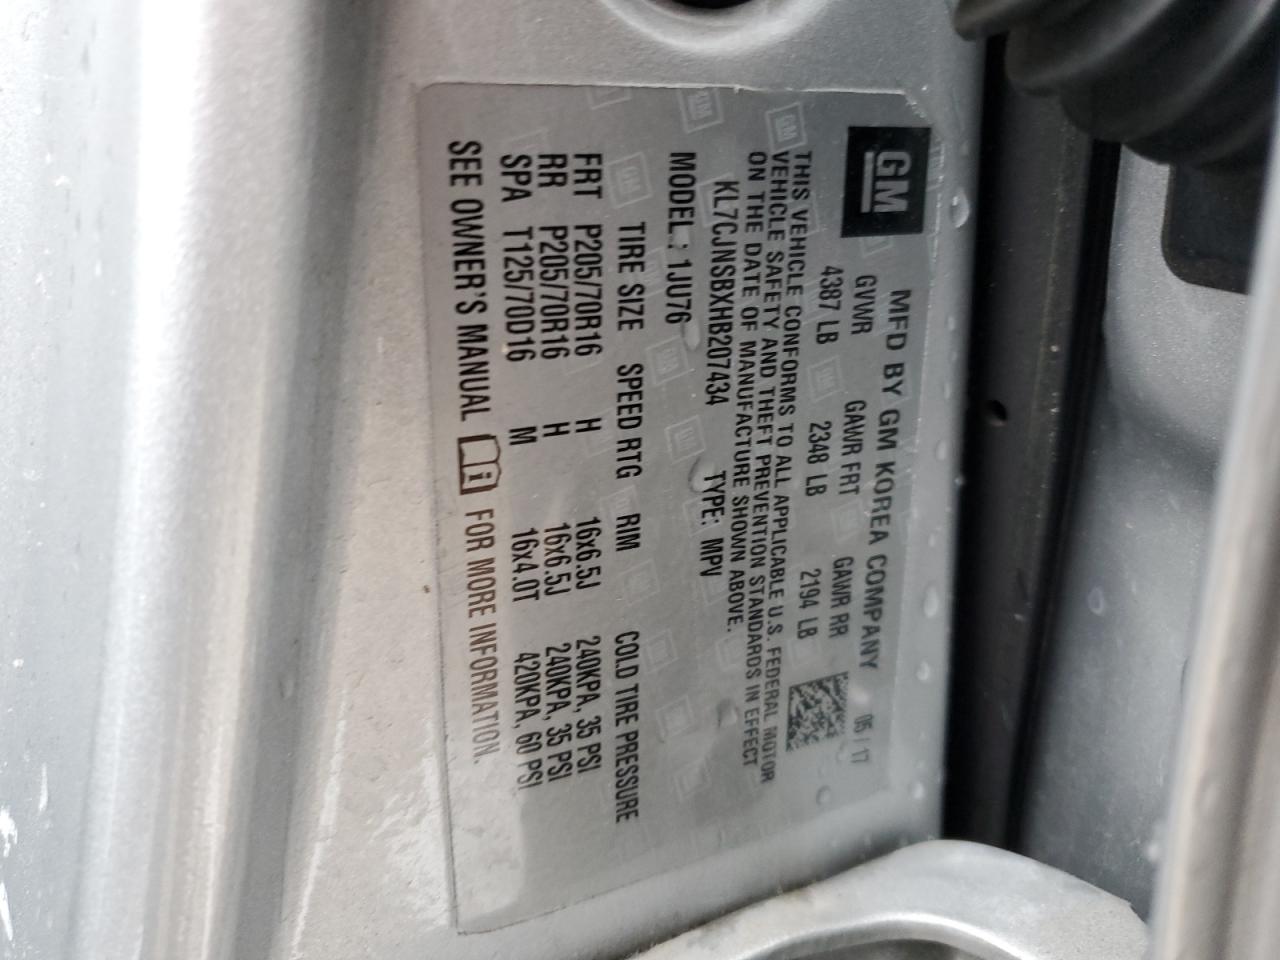 GM MFD BY GM KOREA COMPANY 05/17
GVWR GAWR FRT GAWR RR
4387 LB 2348 LB 2194 LB
THIS VEHICLE CONFORMS TO ALL APPLICABLE U.S. FEDERAL MOTOR
VEHICLE SAFETY AND THEFT PREVENTION STANDARDS IN EFFECT
ON THE DATE OF MANUFACTURE SHOWN ABOVE.
KL7CJNSBXHB207434 TYPE: MPV
MODEL: 1JU76
TIRE SIZE SPEED RTG RIM COLD TIRE PRESSURE
FRT P205/70R16 H 16x6.5J 240KPA, 35 PSI
RR P205/70R16 H 16x6.5J 240KPA, 35 PSI
SPA T125/70D16 M 16x4.0T 420KPA, 60 PSI
SEE OWNER'S MANUAL i FOR MORE INFORMATION.